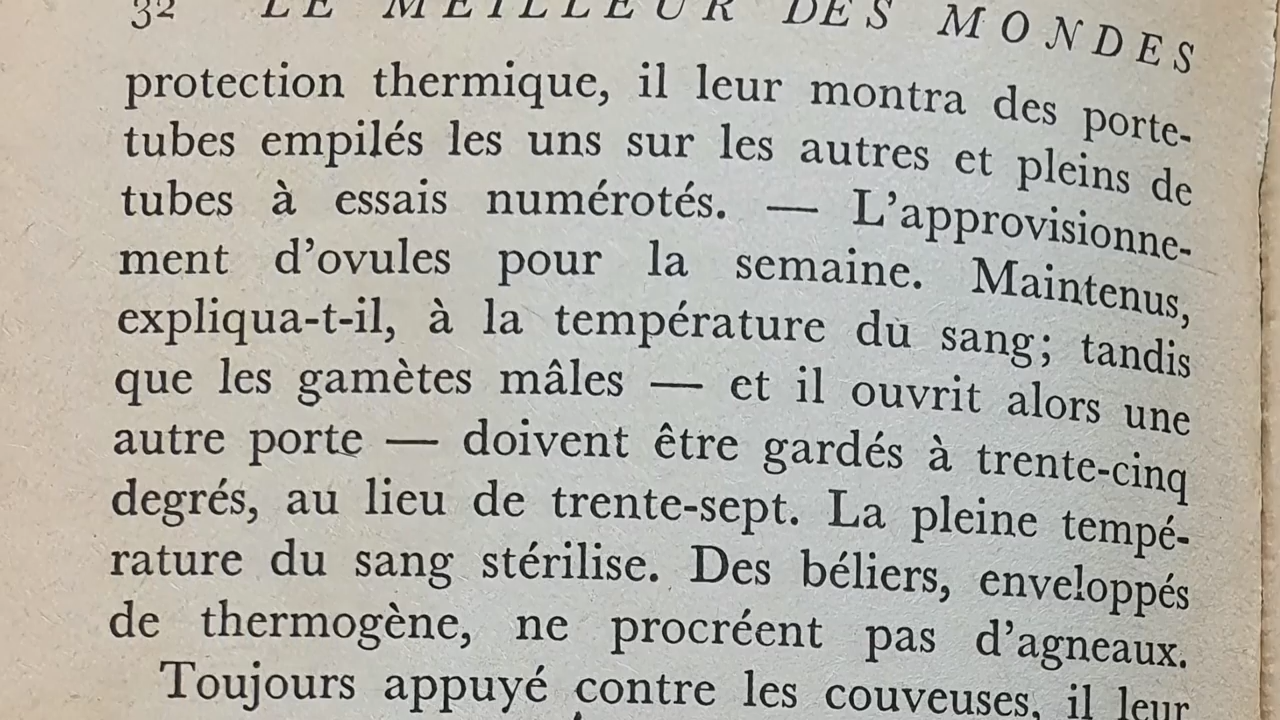 32 LE MEILLEUR DES MONDES
protection thermique, il leur montra des porte-
tubes empilés les uns sur les autres et pleins de
tubes à essais numérotés. — L’approvisionne-
ment d’ovules pour la semaine. Maintenus,
expliqua-t-il, à la température du sang; tandis
que les gamètes mâles — et il ouvrit alors une
autre porte — doivent être gardés à trente-cinq
degrés, au lieu de trente-sept. La pleine tempé-
rature du sang stérilise. Des béliers, enveloppés
de thermogène, ne procréent pas d’agneaux.
Toujours appuyé contre les couveuses, il leur